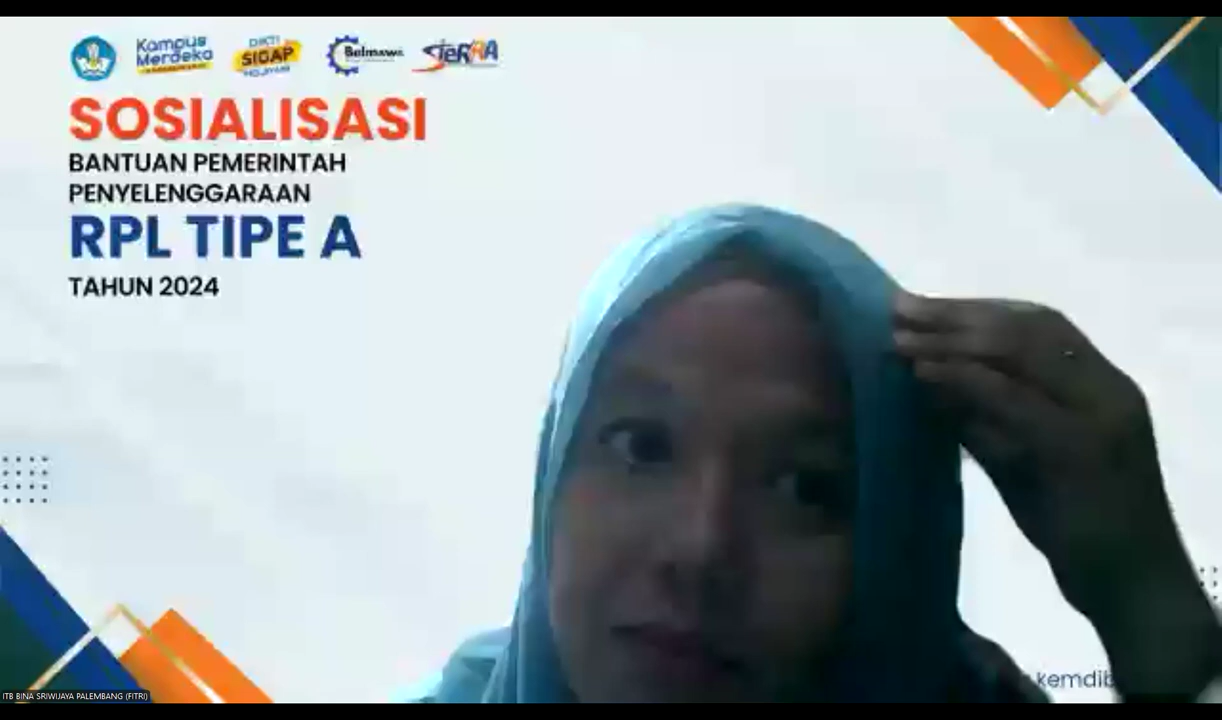 Kampus
Merdeka
DIKTI
SIGAP
MELAYANI
Belmawa
SIERRA
SOSIALISASI
BANTUAN PEMERINTAH
PENYELENGGARAAN
RPL TIPE A
TAHUN 2024
kemdib
ITB BINA SRIWIJAYA PALEMBANG (FITRI)